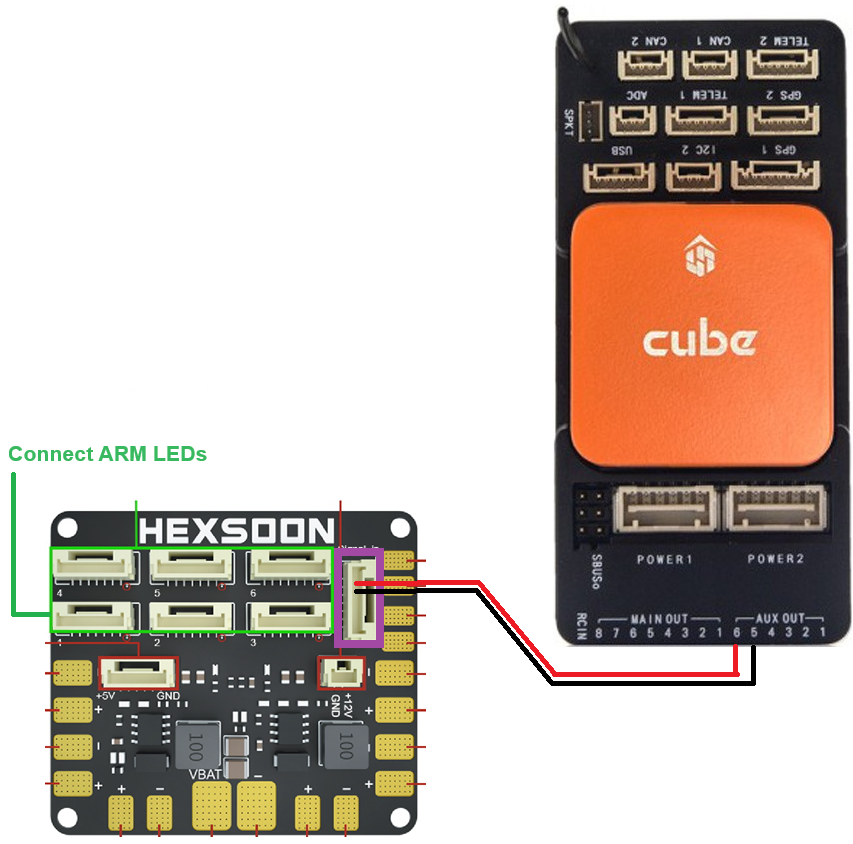 CAN 2
CAN 1
TELEM 2
SPKT
ADC
TELEM 1
GPS 2
USB
I2C 2
GPS 1
cube
Connect ARM LEDs
HEXSOON
Signal in
4
5
6
1
2
3
+5V
GND
+12V
GND
+
-
100
100
VBAT
-
+
-
+
-
POWER1
POWER2
SBUSo
RCIN
MAIN OUT
AUX OUT
8 7 6 5 4 3 2 1
6 5 4 3 2 1